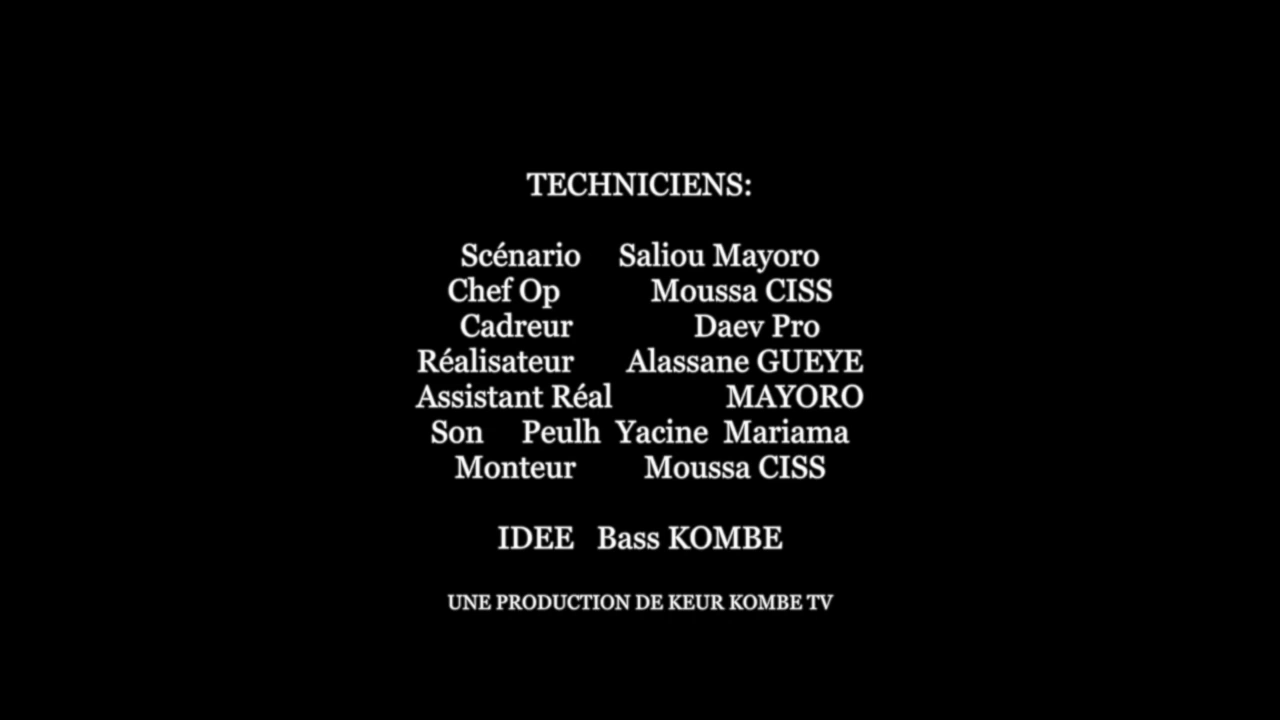 TECHNICIENS:
Scénario Saliou Mayoro
Chef Op Moussa CISS
Cadreur Daev Pro
Réalisateur Alassane GUEYE
Assistant Réal MAYORO
Son Peulh Yacine Mariama
Monteur Moussa CISS
IDEE Bass KOMBE
UNE PRODUCTION DE KEUR KOMBE TV